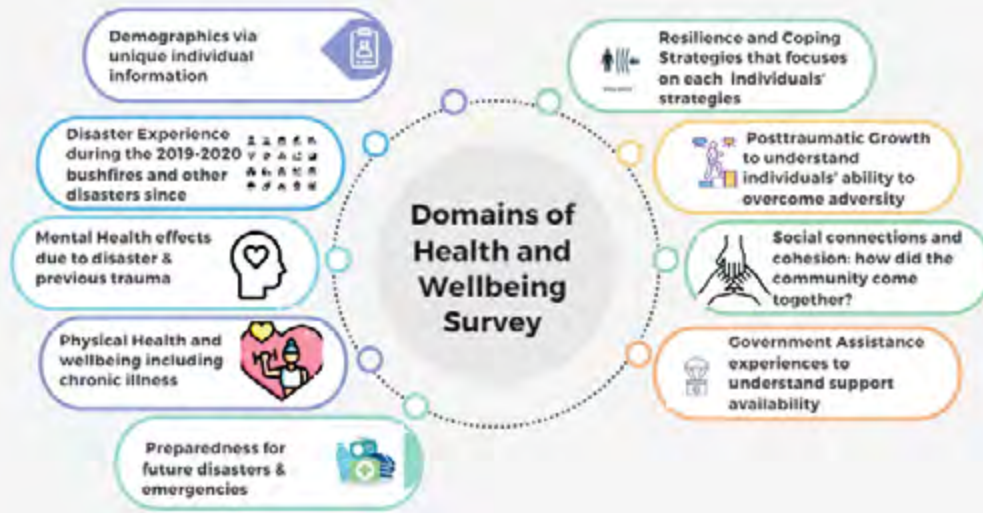 Demographics via
unique individual
information
Disaster Experience
during the 2019-2020
bushfires and other
disasters since
Mental Health effects
due to disaster &
previous trauma
Physical Health and
wellbeing including
chronic illness
Preparedness for
future disasters &
emergencies
Domains of
Health and
Wellbeing
Survey
Resilience and Coping
Strategies that focuses
on each individuals'
strategies
Posttraumatic Growth
to understand
individuals' ability to
overcome adversity
Social connections and
cohesion: how did the
community come
together?
Government Assistance
experiences to
understand support
availability